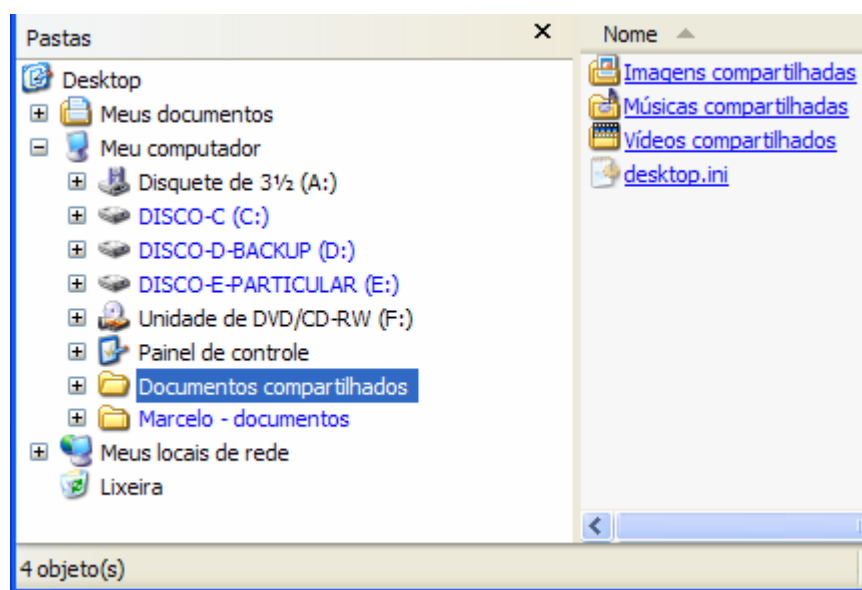 Pastas
Desktop
Meus documentos
Meu computador
Disquete de 3½ (A:)
DISCO-C (C:)
DISCO-D-BACKUP (D:)
DISCO-E-PARTICULAR (E:)
Unidade de DVD/CD-RW (F:)
Painel de controle
Documentos compartilhados
Marcelo - documentos
Meus locais de rede
Lixeira
Nome
Imagens compartilhadas
Músicas compartilhadas
Vídeos compartilhados
desktop.ini
4 objeto(s)